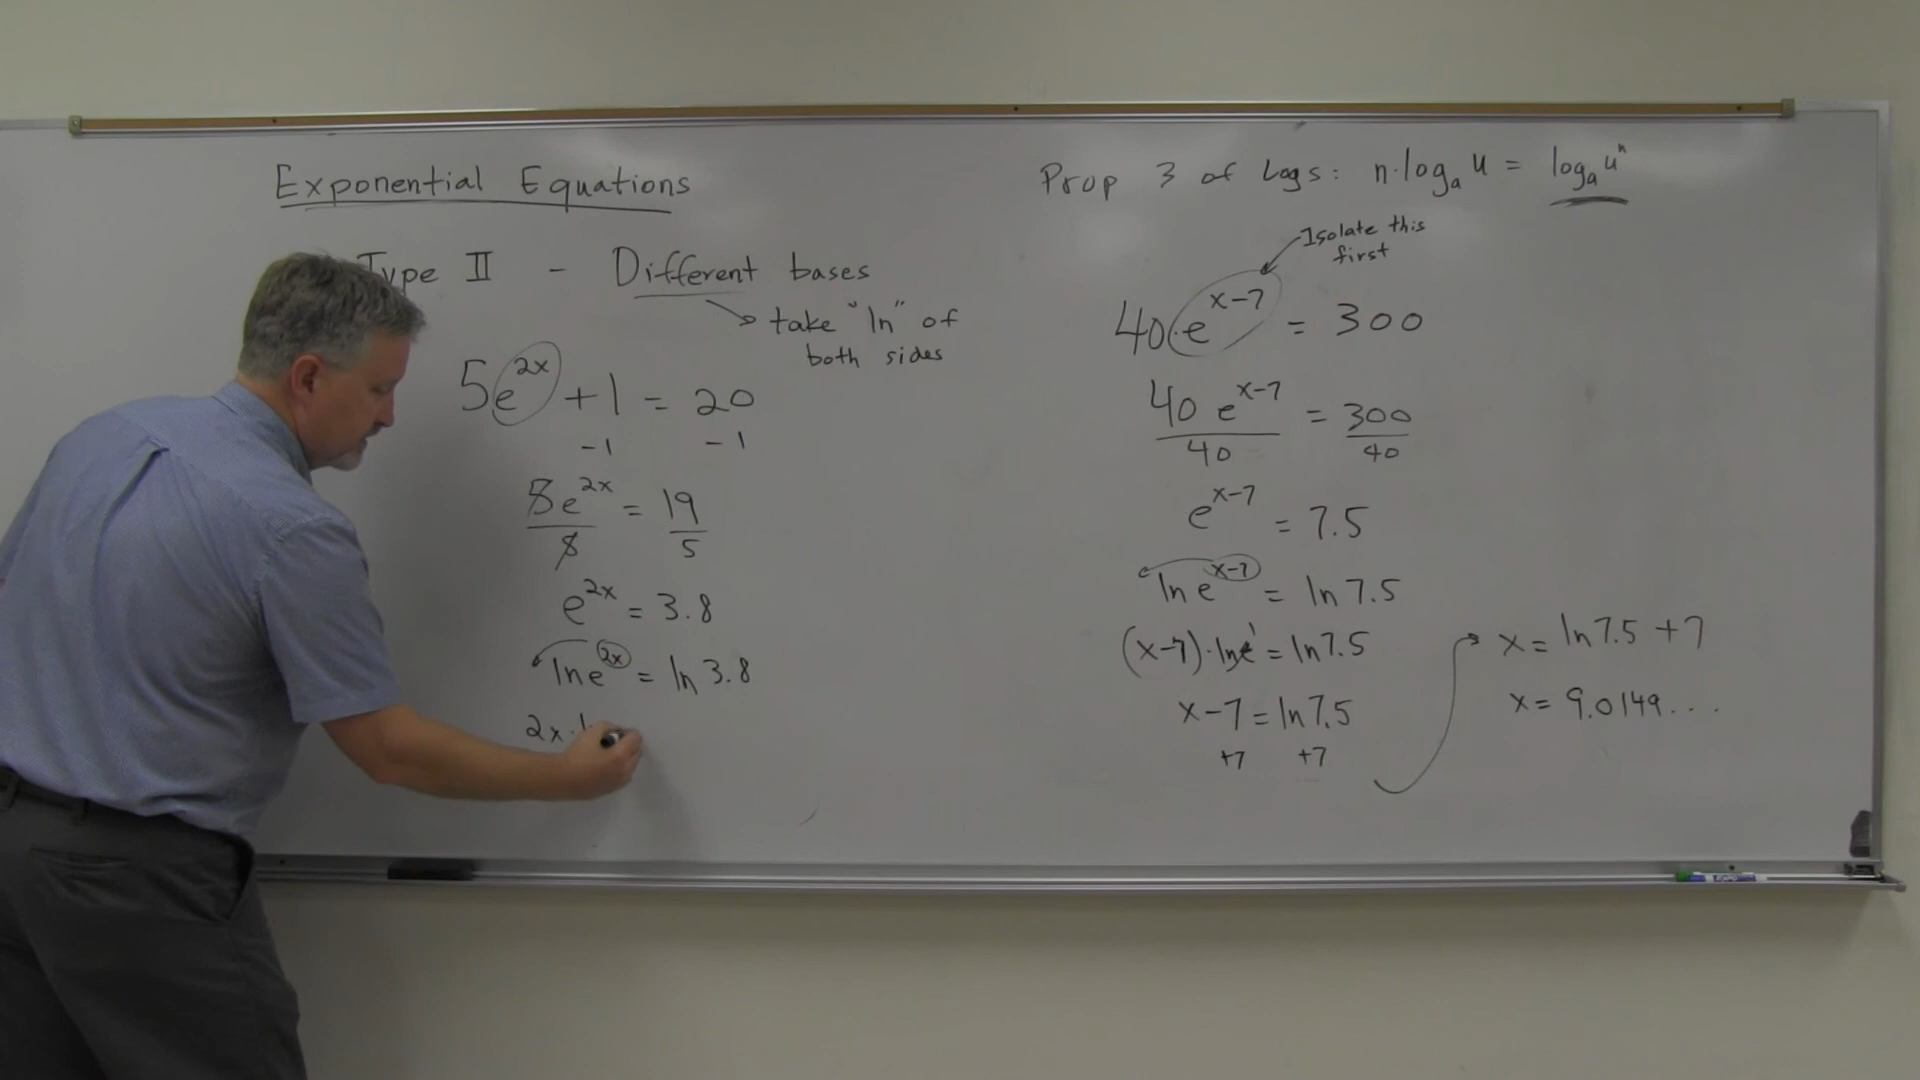 Exponential Equations
Type II - Different bases
take "ln" of
both sides
5e^{2x} + 1 = 20
-1 -1
5e^{2x} = 19
5 5
e^{2x} = 3.8
ln e^{2x} = ln 3.8
2x ·
Prop 3 of Logs: n·log_a u = log_a u^n
Isolate this
first
40·e^{x-7} = 300
40 e^{x-7} = 300
40 40
e^{x-7} = 7.5
ln e^{x-7} = ln 7.5
(x-7)·ln e 1 = ln 7.5
x-7 = ln 7.5
+7 +7
x = ln 7.5 + 7
x = 9.0149...
EXPO